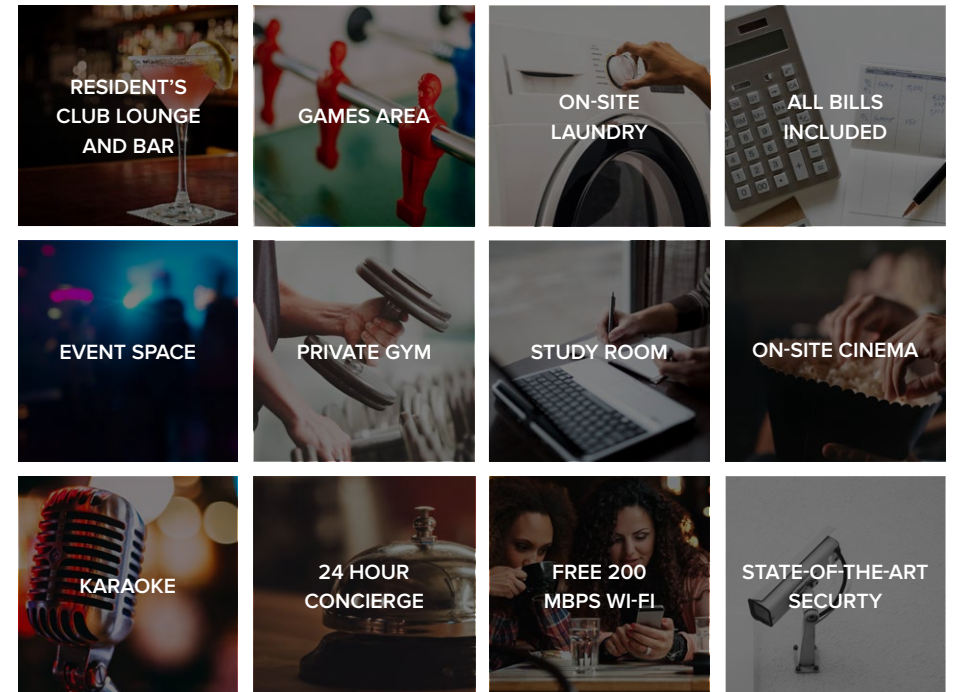 RESIDENT'S
CLUB LOUNGE
AND BAR
GAMES AREA
ON-SITE
LAUNDRY
ALL BILLS
INCLUDED
EVENT SPACE
PRIVATE GYM
STUDY ROOM
ON-SITE CINEMA
KARAOKE
24 HOUR
CONCIERGE
FREE 200
MBPS WI-FI
STATE-OF-THE-ART
SECURTY